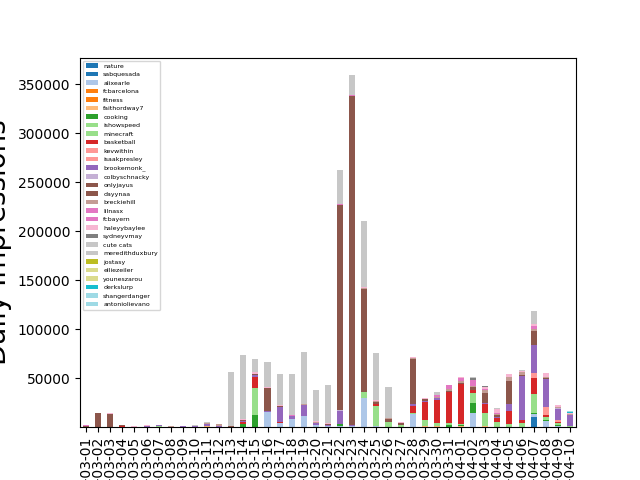 Daily Impressions
350000
300000
250000
200000
150000
100000
50000
nature
sabquesada
alixearle
fcbarcelona
fitness
faithordway7
cooking
ishowspeed
minecraft
basketball
kevwithin
isaakpresley
brookemonk_
colbyschnacky
onlyjayus
dayynaa
breckiehill
lilnasx
fcbayern
haleyybaylee
sydneyvmay
cute cats
meredithduxbury
jostasy
elliezeiler
youneszarou
derkslurp
shangerdanger
antoniolievano
03-01
03-02
03-03
03-04
03-05
03-06
03-07
03-08
03-09
03-10
03-11
03-12
03-13
03-14
03-15
03-16
03-17
03-18
03-19
03-20
03-21
03-22
03-23
03-24
03-25
03-26
03-27
03-28
03-29
03-30
03-31
04-01
04-02
04-03
04-04
04-05
04-06
04-07
04-08
04-09
04-10